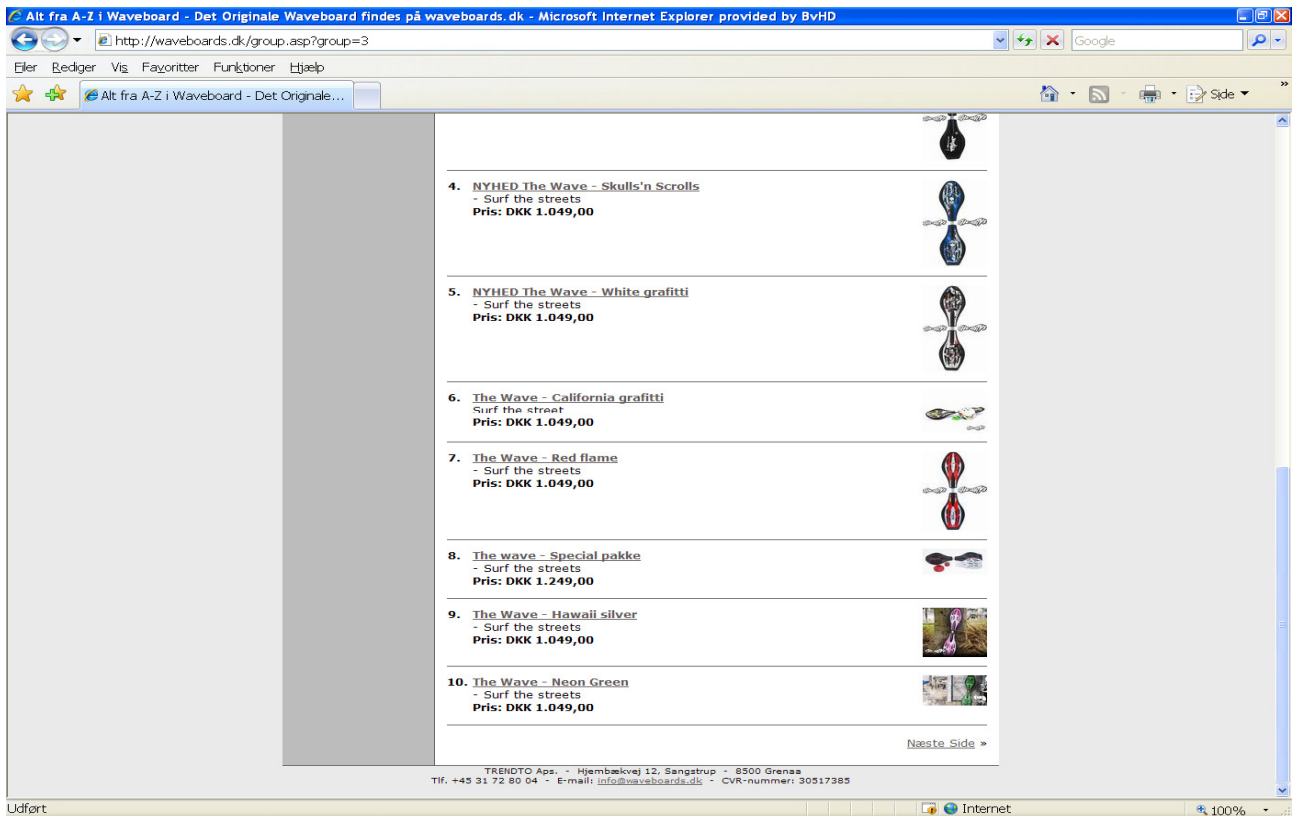 Alt fra A-Z i Waveboard - Det Originale Waveboard findes på waveboards.dk - Microsoft Internet Explorer provided by BvHD
http://waveboards.dk/group.asp?group=3
Google
Filer Rediger Vis Favoritter Funktioner Hjælp
Alt fra A-Z i Waveboard - Det Originale...
Side
4. NYHED The Wave - Skulls'n Scrolls
- Surf the streets
Pris: DKK 1.049,00
5. NYHED The Wave - White grafitti
- Surf the streets
Pris: DKK 1.049,00
6. The Wave - California grafitti
Surf the street
Pris: DKK 1.049,00
7. The Wave - Red flame
- Surf the streets
Pris: DKK 1.049,00
8. The wave - Special pakke
- Surf the streets
Pris: DKK 1.249,00
9. The Wave - Hawaii silver
- Surf the streets
Pris: DKK 1.049,00
10. The Wave - Neon Green
- Surf the streets
Pris: DKK 1.049,00
Næste Side »
TRENDTO Aps. - Hjembækvej 12, Sangstrup - 8500 Grenaa
Tlf. +45 31 72 80 04 - E-mail: info@waveboards.dk - CVR-nummer: 30517385
Udført
Internet
100%